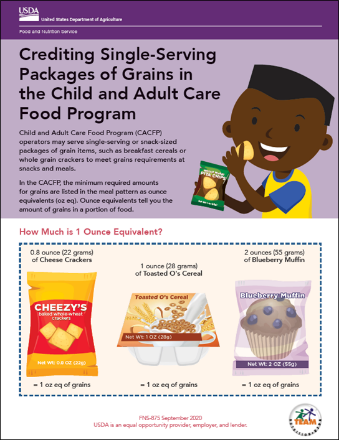 USDA
United States Department of Agriculture
Food and Nutrition Service
Crediting Single-Serving
Packages of Grains in
the Child and Adult Care
Food Program
Child and Adult Care Food Program (CACFP)
operators may serve single-serving or snack-sized
packages of grain items, such as breakfast cereals or
whole grain crackers to meet grains requirements at
snacks and meals.
In the CACFP, the minimum required amounts
for grains are listed in the meal pattern as ounce
equivalents (oz eq). Ounce equivalents tell you the
amount of grains in a portion of food.
PITA CHIPS
How Much is 1 Ounce Equivalent?
0.8 ounce (22 grams)
of Cheese Crackers
1 ounce (28 grams)
of Toasted O's Cereal
2 ounces (55 grams)
of Blueberry Muffin
CHEEZY'S
baked whole-wheat
crackers
Net Wt: 0.8 OZ (22g)
Toasted O's Cereal
Net Wt: 1 OZ (28g)
Blueberry Muffin
Net Wt: 2 OZ (55g)
= 1 oz eq of grains
= 1 oz eq of grains
= 1 oz eq of grains
FNS-875 September 2020
USDA is an equal opportunity provider, employer, and lender.
TEAM